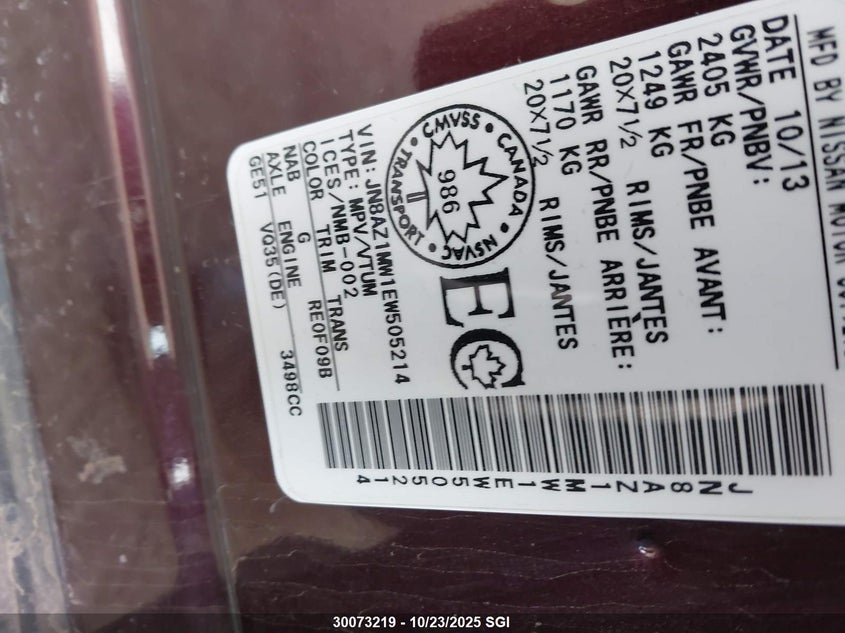 MFD BY NISSAN MOTOR
DATE 10/13
GVWR/PNBV:
2405 KG
GAWR FR/PNBE AVANT:
1249 KG RIMS/JANTES
20X7½
GAWR RR/PNBE ARRIÈRE:
1170 KG RIMS/JANTES
20X7½
CANADA • NSVAC • TRANSPORT • CMVSS •
986
EC
VIN:JN8AZ1MW1EW505214
TYPE: MPV/VTUM
ICES/NMB-002
COLOR TRIM TRANS
NAB G RE0F09B
AXLE ENGINE
GE51 VQ35(DE) 3498CC
JN8AZ1MW1EW505214
30073219 - 10/23/2025 SGI